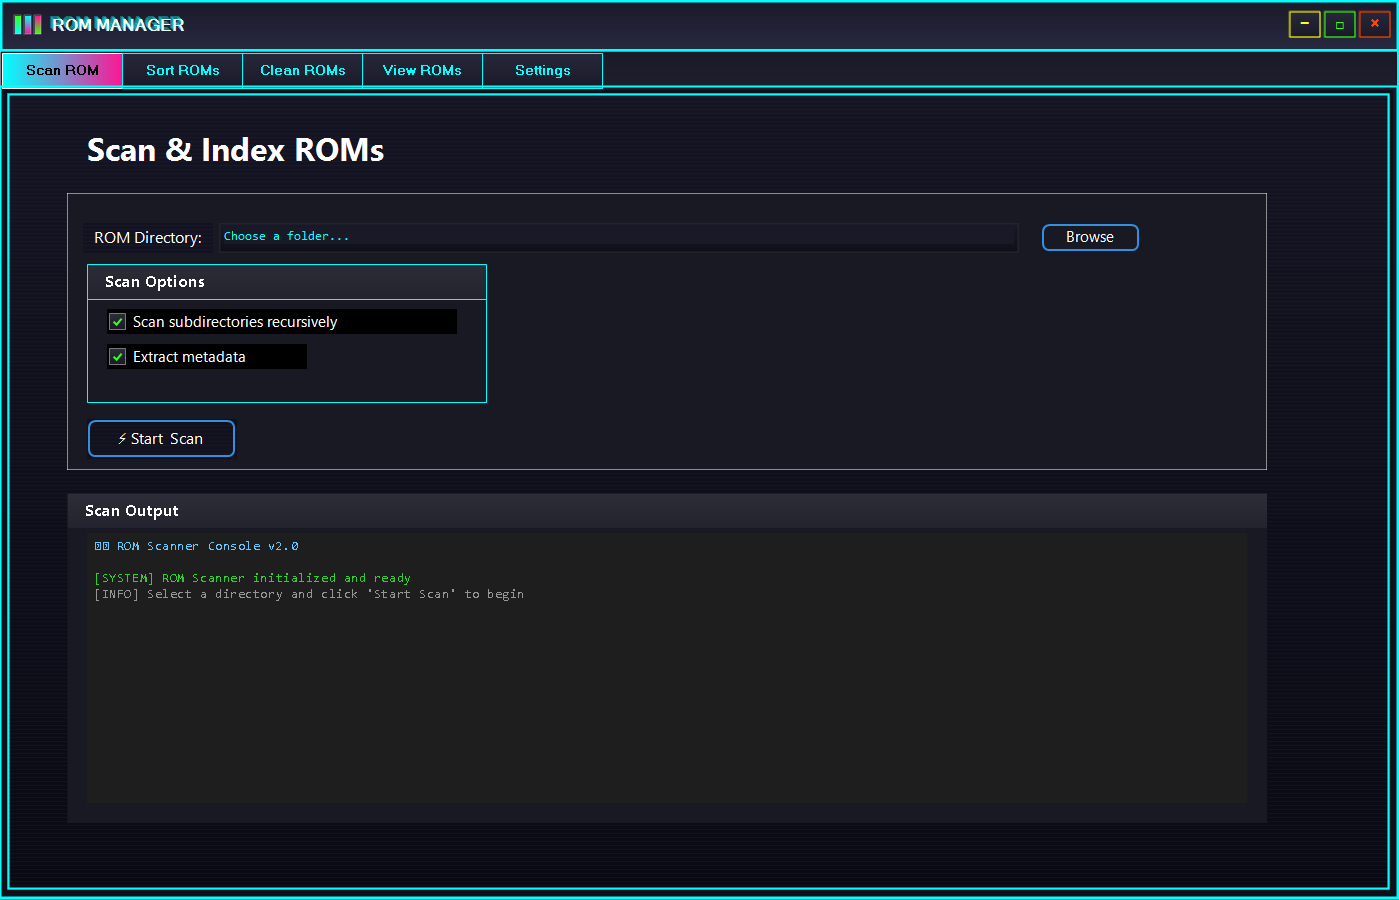 ROM MANAGER
Scan ROM
Sort ROMs
Clean ROMs
View ROMs
Settings
Scan & Index ROMs
ROM Directory:
Choose a folder...
Browse
Scan Options
Scan subdirectories recursively
Extract metadata
⚡Start Scan
Scan Output
ROM Scanner Console v2.0
[SYSTEM] ROM Scanner initialized and ready
[INFO] Select a directory and click 'Start Scan' to begin